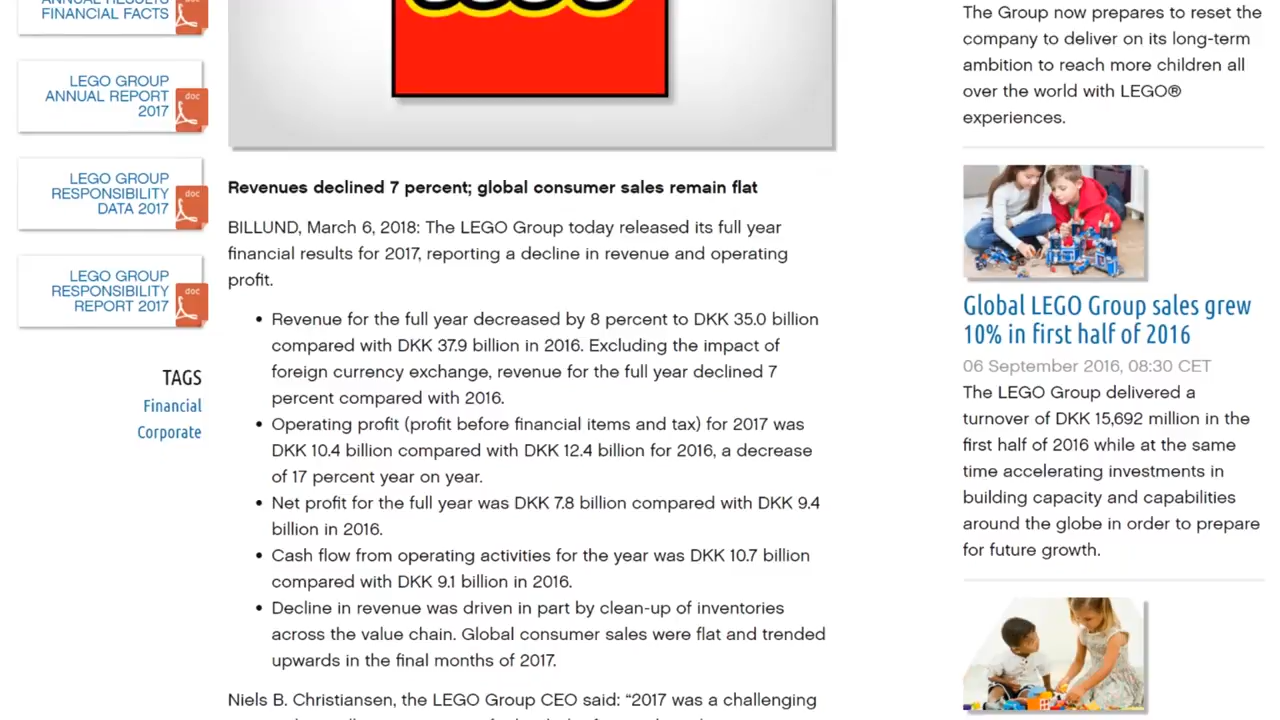 ANNUAL RESULTS
FINANCIAL FACTS
LEGO GROUP
ANNUAL REPORT
2017
doc
LEGO GROUP
RESPONSIBILITY
DATA 2017
doc
LEGO GROUP
RESPONSIBILITY
REPORT 2017
doc
TAGS
Financial
Corporate
Revenues declined 7 percent; global consumer sales remain flat
BILLUND, March 6, 2018: The LEGO Group today released its full year
financial results for 2017, reporting a decline in revenue and operating
profit.
• Revenue for the full year decreased by 8 percent to DKK 35.0 billion
compared with DKK 37.9 billion in 2016. Excluding the impact of
foreign currency exchange, revenue for the full year declined 7
percent compared with 2016.
• Operating profit (profit before financial items and tax) for 2017 was
DKK 10.4 billion compared with DKK 12.4 billion for 2016, a decrease
of 17 percent year on year.
• Net profit for the full year was DKK 7.8 billion compared with DKK 9.4
billion in 2016.
• Cash flow from operating activities for the year was DKK 10.7 billion
compared with DKK 9.1 billion in 2016.
• Decline in revenue was driven in part by clean-up of inventories
across the value chain. Global consumer sales were flat and trended
upwards in the final months of 2017.
Niels B. Christiansen, the LEGO Group CEO said: “2017 was a challenging
The Group now prepares to reset the
company to deliver on its long-term
ambition to reach more children all
over the world with LEGO®
experiences.
Global LEGO Group sales grew
10% in first half of 2016
06 September 2016, 08:30 CET
The LEGO Group delivered a
turnover of DKK 15,692 million in the
first half of 2016 while at the same
time accelerating investments in
building capacity and capabilities
around the globe in order to prepare
for future growth.